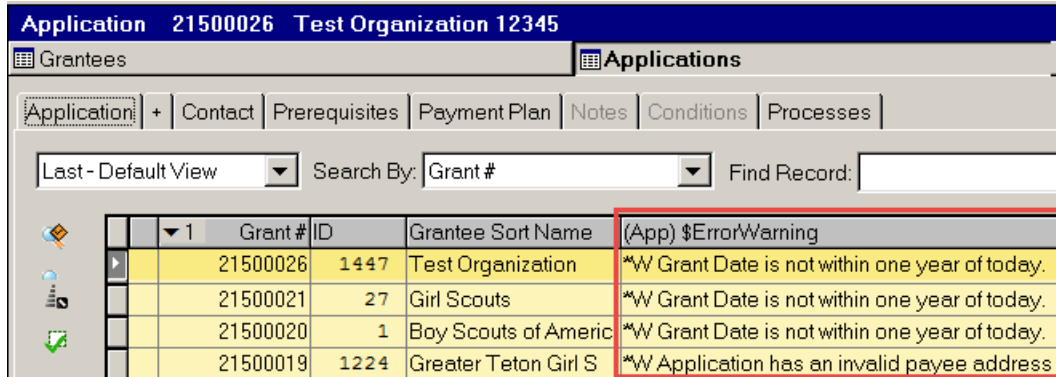 Application 21500026 Test Organization 12345
Grantees Applications
Application + Contact Prerequisites Payment Plan Notes Conditions Processes
Last - Default View Search By: Grant # Find Record:
1 Grant # ID Grantee Sort Name (App) $ErrorWarning
21500026 1447 Test Organization *W Grant Date is not within one year of today.
21500021 27 Girl Scouts *W Grant Date is not within one year of today.
21500020 1 Boy Scouts of Americ *W Grant Date is not within one year of today.
21500019 1224 Greater Teton Girl S *W Application has an invalid payee address